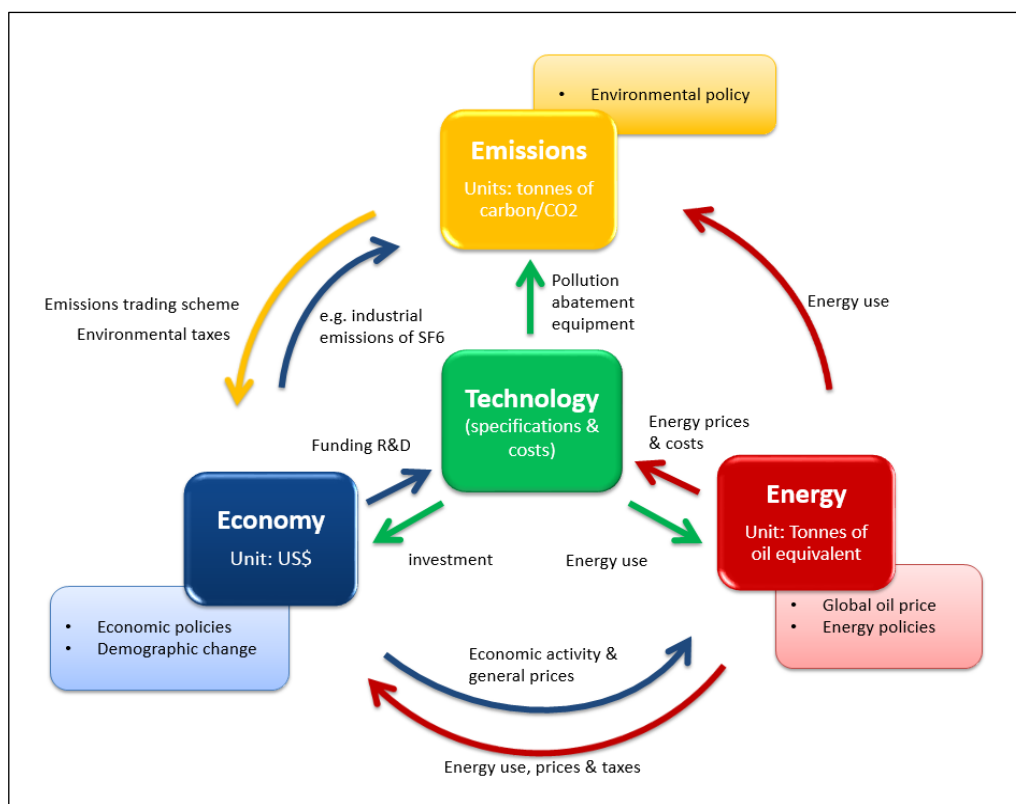 • Environmental policy
Emissions
Units: tonnes of
carbon/CO2
Emissions trading scheme
Environmental taxes
e.g. industrial
emissions of SF6
Pollution
abatement
equipment
Energy use
Technology
(specifications &
costs)
Funding R&D
Energy prices
& costs
Economy
Unit: US$
investment
Energy use
Energy
Unit: Tonnes of
oil equivalent
• Economic policies
• Demographic change
• Global oil price
• Energy policies
Economic activity &
general prices
Energy use, prices & taxes